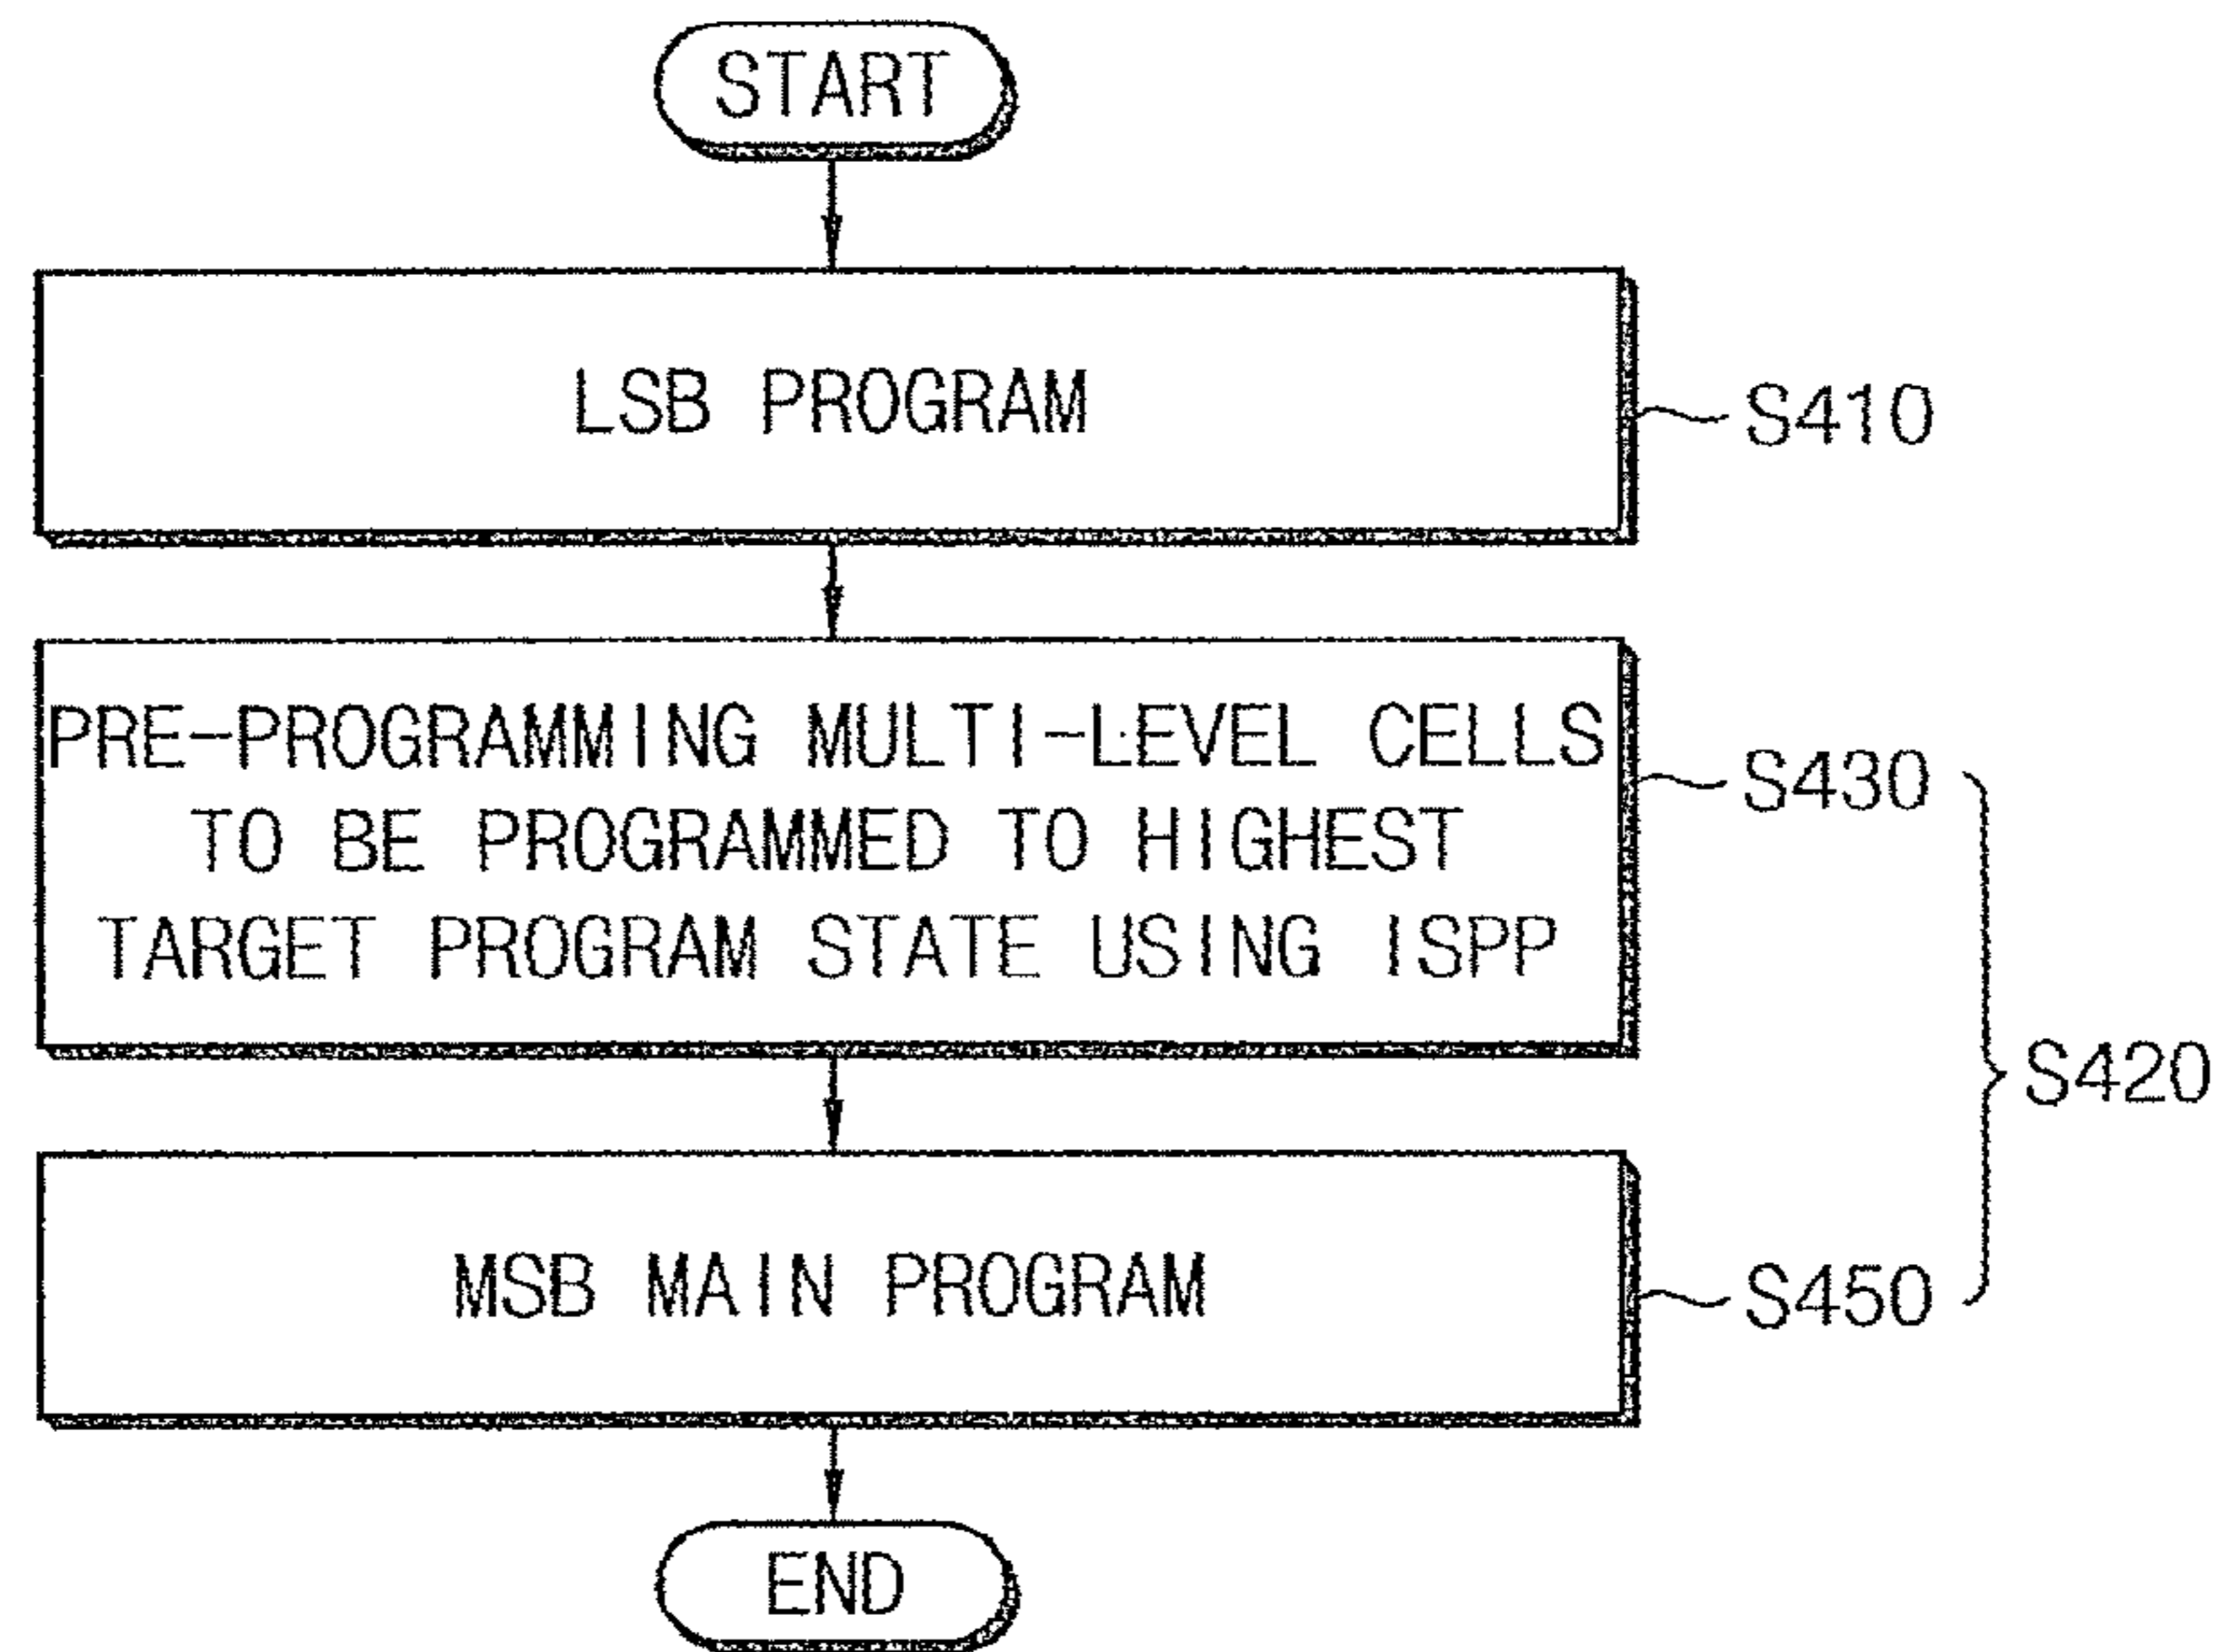 START
LSB PROGRAM
S410
PRE-PROGRAMMING MULTI-LEVEL CELLS
TO BE PROGRAMMED TO HIGHEST
TARGET PROGRAM STATE USING ISPP
S430
S420
MSB MAIN PROGRAM
S450
END